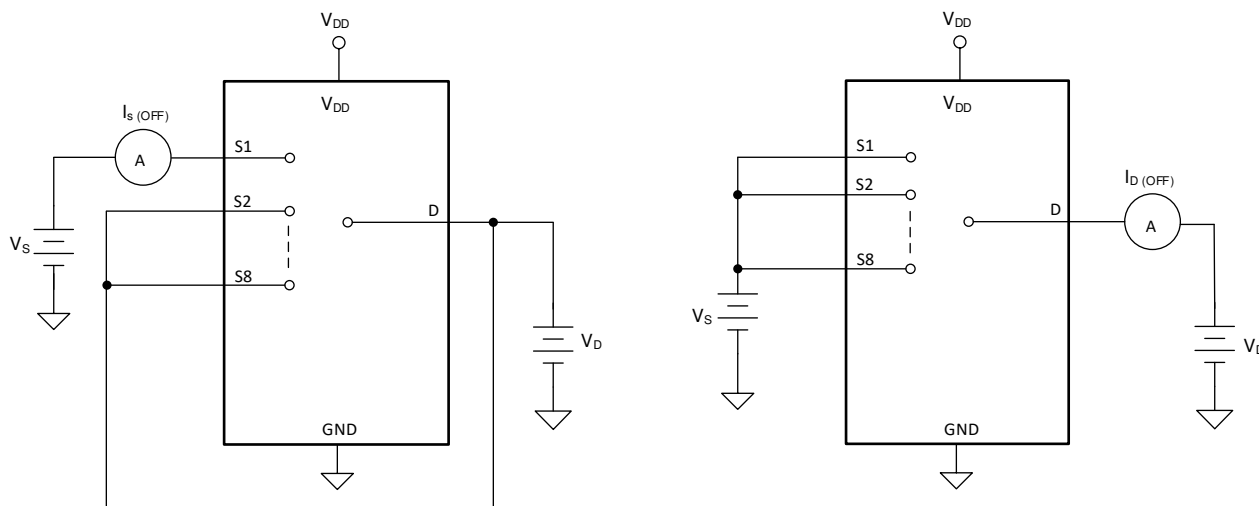 VDD
VDD
Is (OFF)
A
S1
S2
D
S8
VS
VD
GND
VDD
VDD
S1
S2
ID (OFF)
D
A
S8
VS
VD
GND